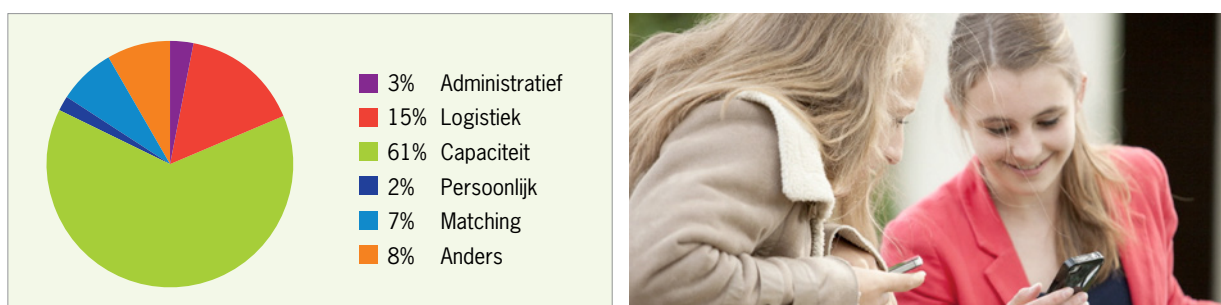 3% Administratief
15% Logistiek
61% Capaciteit
2% Persoonlijk
7% Matching
8% Anders